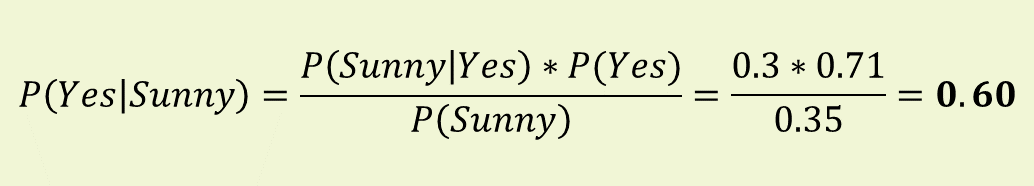 P(Yes|Sunny) = P(Sunny|Yes) * P(Yes) / P(Sunny) = 0.3 * 0.71 / 0.35 = 0.60